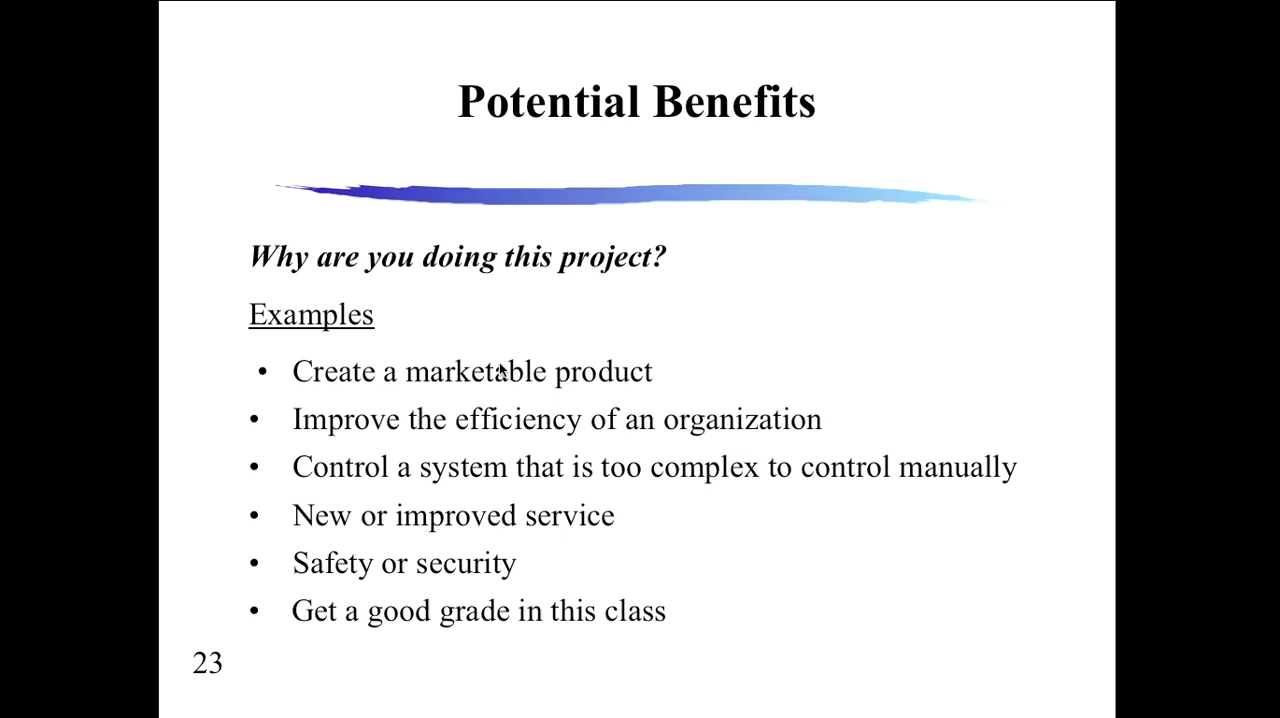 Potential Benefits
Why are you doing this project?
Examples
• Create a marketable product
• Improve the efficiency of an organization
• Control a system that is too complex to control manually
• New or improved service
• Safety or security
• Get a good grade in this class
23